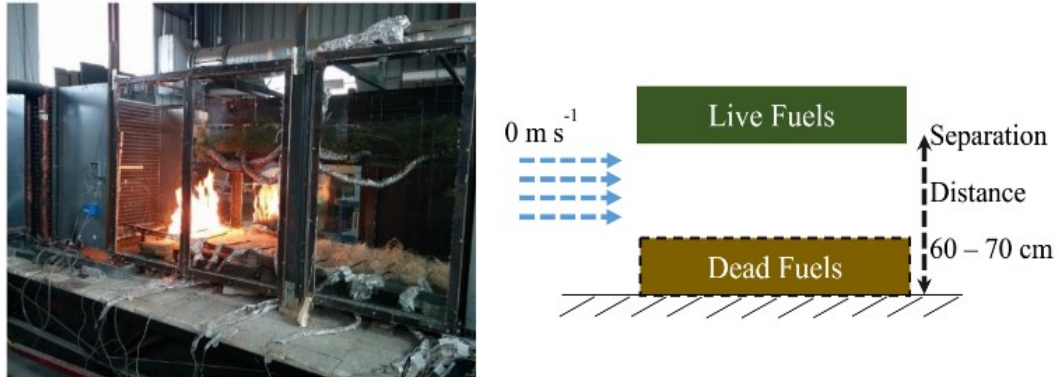 Live Fuels
0 m s⁻¹
Separation
Distance
60 – 70 cm
Dead Fuels